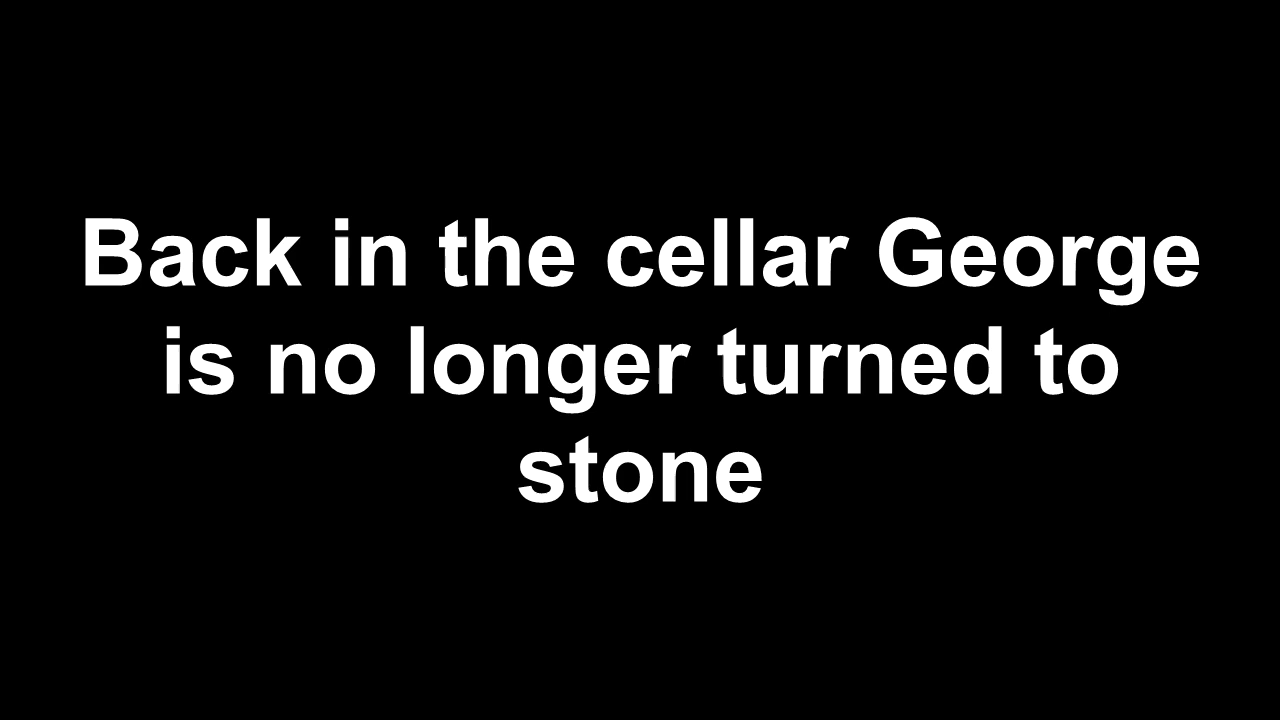 Back in the cellar George
is no longer turned to
stone